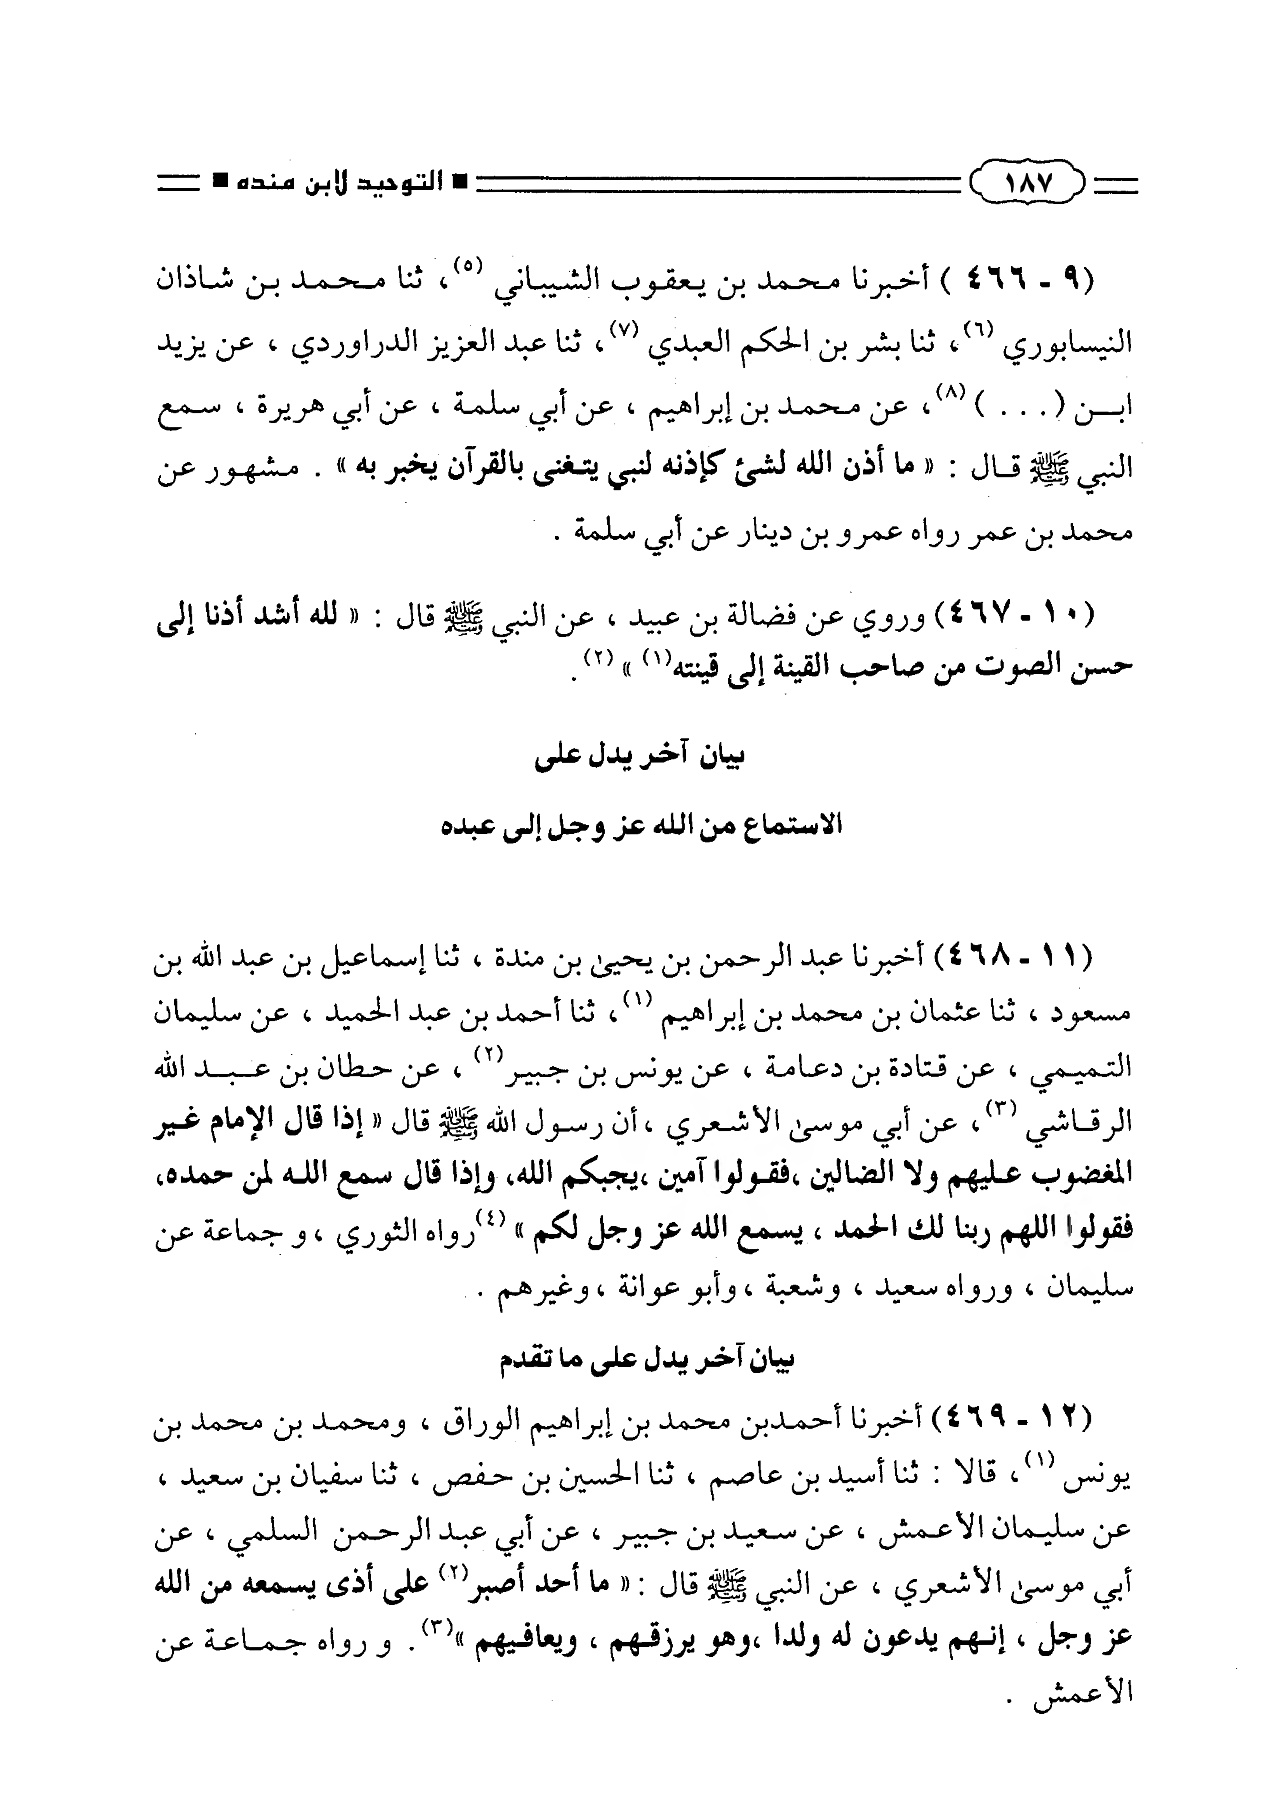 ١٨٧ ■ التوحيد لابن منده ■
(٩ - ٤٦٦ ) أخبرنا محمد بن يعقوب الشيباني (٥)، ثنا محمد بن شاذان
النيسابوري (٦)، ثنا بشر بن الحكم العبدي (٧)، ثنا عبد العزيز الدراوردي ، عن يزيد
ابن (. . . ) (٨)، عن محمد بن إبراهيم ، عن أبي سلمة ، عن أبي هريرة ، سمع
النبي ﷺ قال : « ما أذن الله لشئ كإذنه لنبي يتغنى بالقرآن يخبر به » . مشهور عن
محمد بن عمر رواه عمرو بن دينار عن أبي سلمة .
(١٠ - ٤٦٧) وروي عن فضالة بن عبيد ، عن النبي ﷺ قال : « لله أشد أذنا إلى
حسن الصوت من صاحب القينة إلى قينته(١) » (٢).
بيان آخر يدل على
الاستماع من الله عز وجل إلى عبده
(١١ - ٤٦٨) أخبرنا عبد الرحمن بن يحيىٰ بن مندة ، ثنا إسماعيل بن عبد الله بن
مسعود ، ثنا عثمان بن محمد بن إبراهيم (١)، ثنا أحمد بن عبد الحميد ، عن سليمان
التميمي ، عن قتادة بن دعامة ، عن يونس بن جبير(٢) ، عن حطان بن عبد الله
الرقاشي (٣)، عن أبي موسىٰ الأشعري ،أن رسول الله ﷺ قال « إذا قال الإمام غير
المغضوب عليهم ولا الضالين ،فقولوا آمين ،يجبكم الله، وإذا قال سمع الله لمن حمده،
فقولوا اللهم ربنا لك الحمد ، يسمع الله عز وجل لكم » (٤)رواه الثوري ،و جماعة عن
سليمان ، ورواه سعيد ، وشعبة ،وأبو عوانة ،وغيرهم .
بيان آخر يدل على ما تقدم
(١٢ - ٤٦٩) أخبرنا أحمدبن محمد بن إبراهيم الوراق ، ومحمد بن محمد بن
يونس (١)، قالا : ثنا أسيد بن عاصم ، ثنا الحسين بن حفص ، ثنا سفيان بن سعيد ،
عن سليمان الأعمش ، عن سعيد بن جبير ، عن أبي عبد الرحمن السلمي ، عن
أبي موسىٰ الأشعري ، عن النبي ﷺ قال :« ما أحد أصبر(٢) على أذى يسمعه من الله
عز وجل ، إنهم يدعون له ولدا ،وهو يرزقهم ، ويعافيهم »(٣). و رواه جماعة عن
الأعمش .